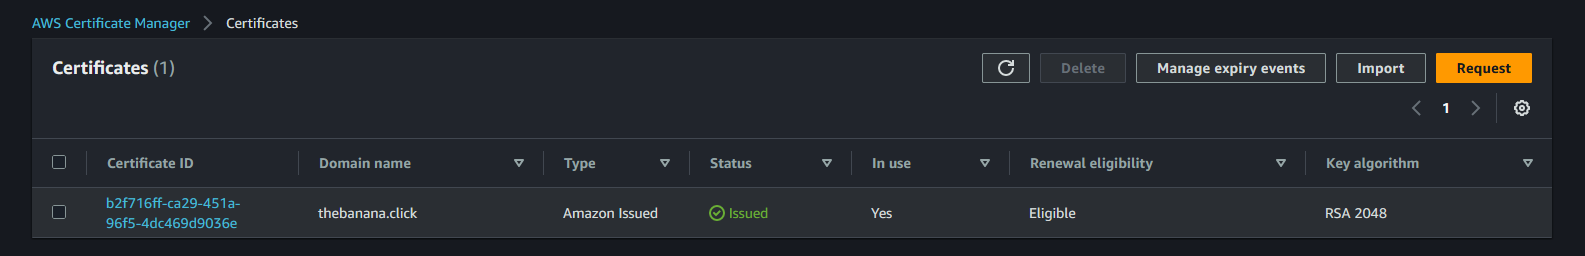 AWS Certificate Manager > Certificates
Certificates (1)
Delete
Manage expiry events
Import
Request
1
Certificate ID Domain name Type Status In use Renewal eligibility Key algorithm
b2f716ff-ca29-451a-
96f5-4dc469d9036e
thebanana.click Amazon Issued Issued Yes Eligible RSA 2048